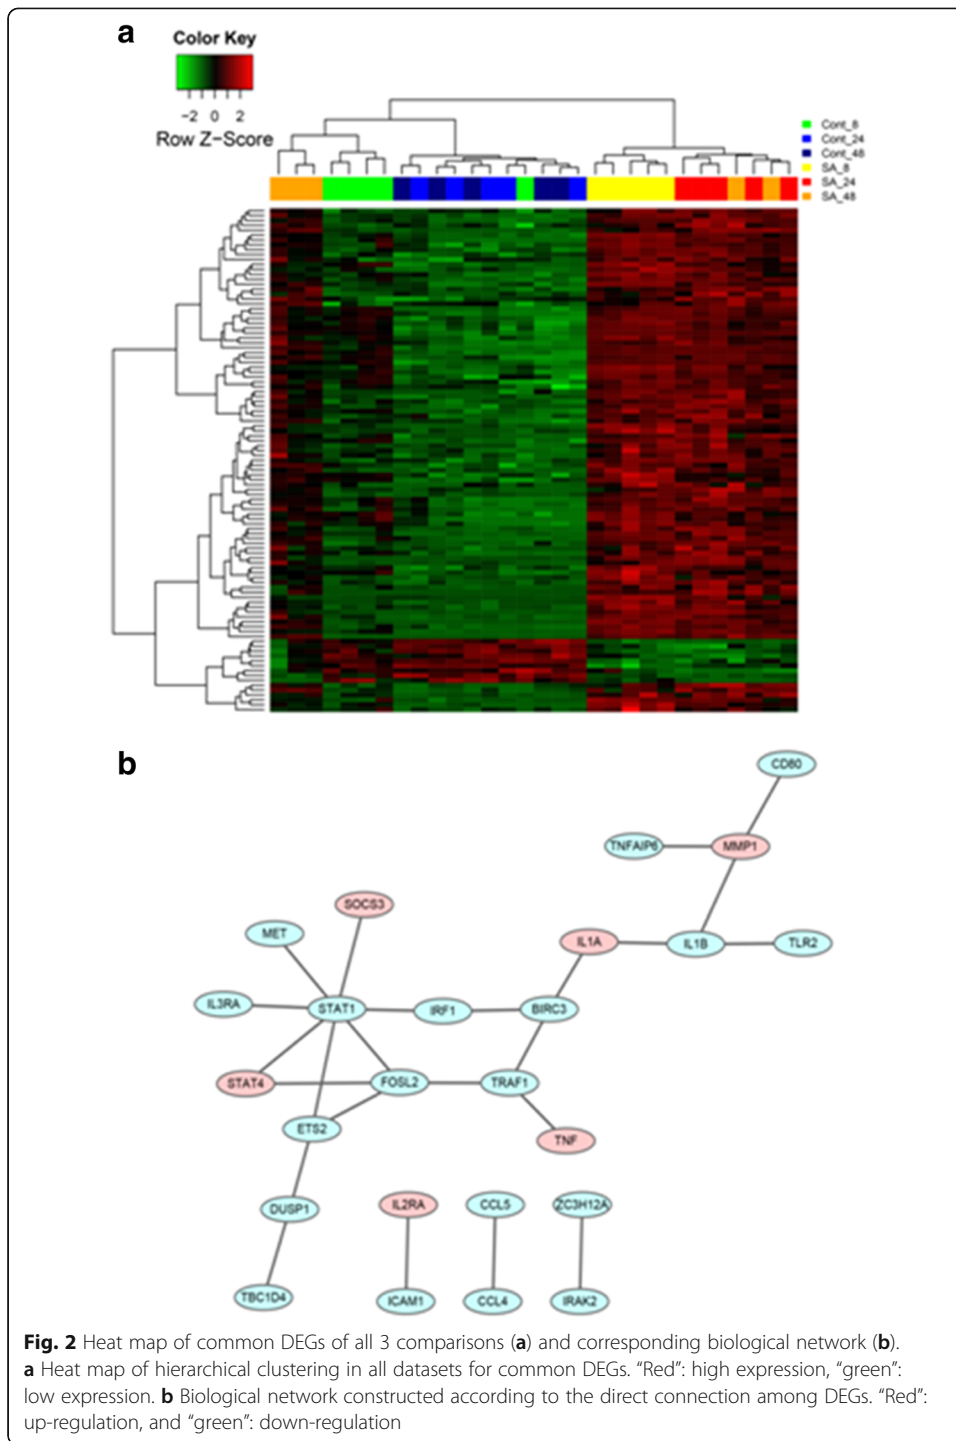 a
Color Key
−2 0 2
Row Z−Score
Cont_8
Cont_24
Cont_48
SA_8
SA_24
SA_48
b
CD80
TNFAIP6
MMP1
SOCS3
MET
IL1A
IL1B
TLR2
IL3RA
STAT1
IRF1
BIRC3
STAT4
FOSL2
TRAF1
ETS2
TNF
DUSP1
IL2RA
CCL5
ZC3H12A
TBC1D4
ICAM1
CCL4
IRAK2
Fig. 2 Heat map of common DEGs of all 3 comparisons (a) and corresponding biological network (b).
a Heat map of hierarchical clustering in all datasets for common DEGs. “Red”: high expression, “green”:
low expression. b Biological network constructed according to the direct connection among DEGs. “Red”:
up-regulation, and “green”: down-regulation